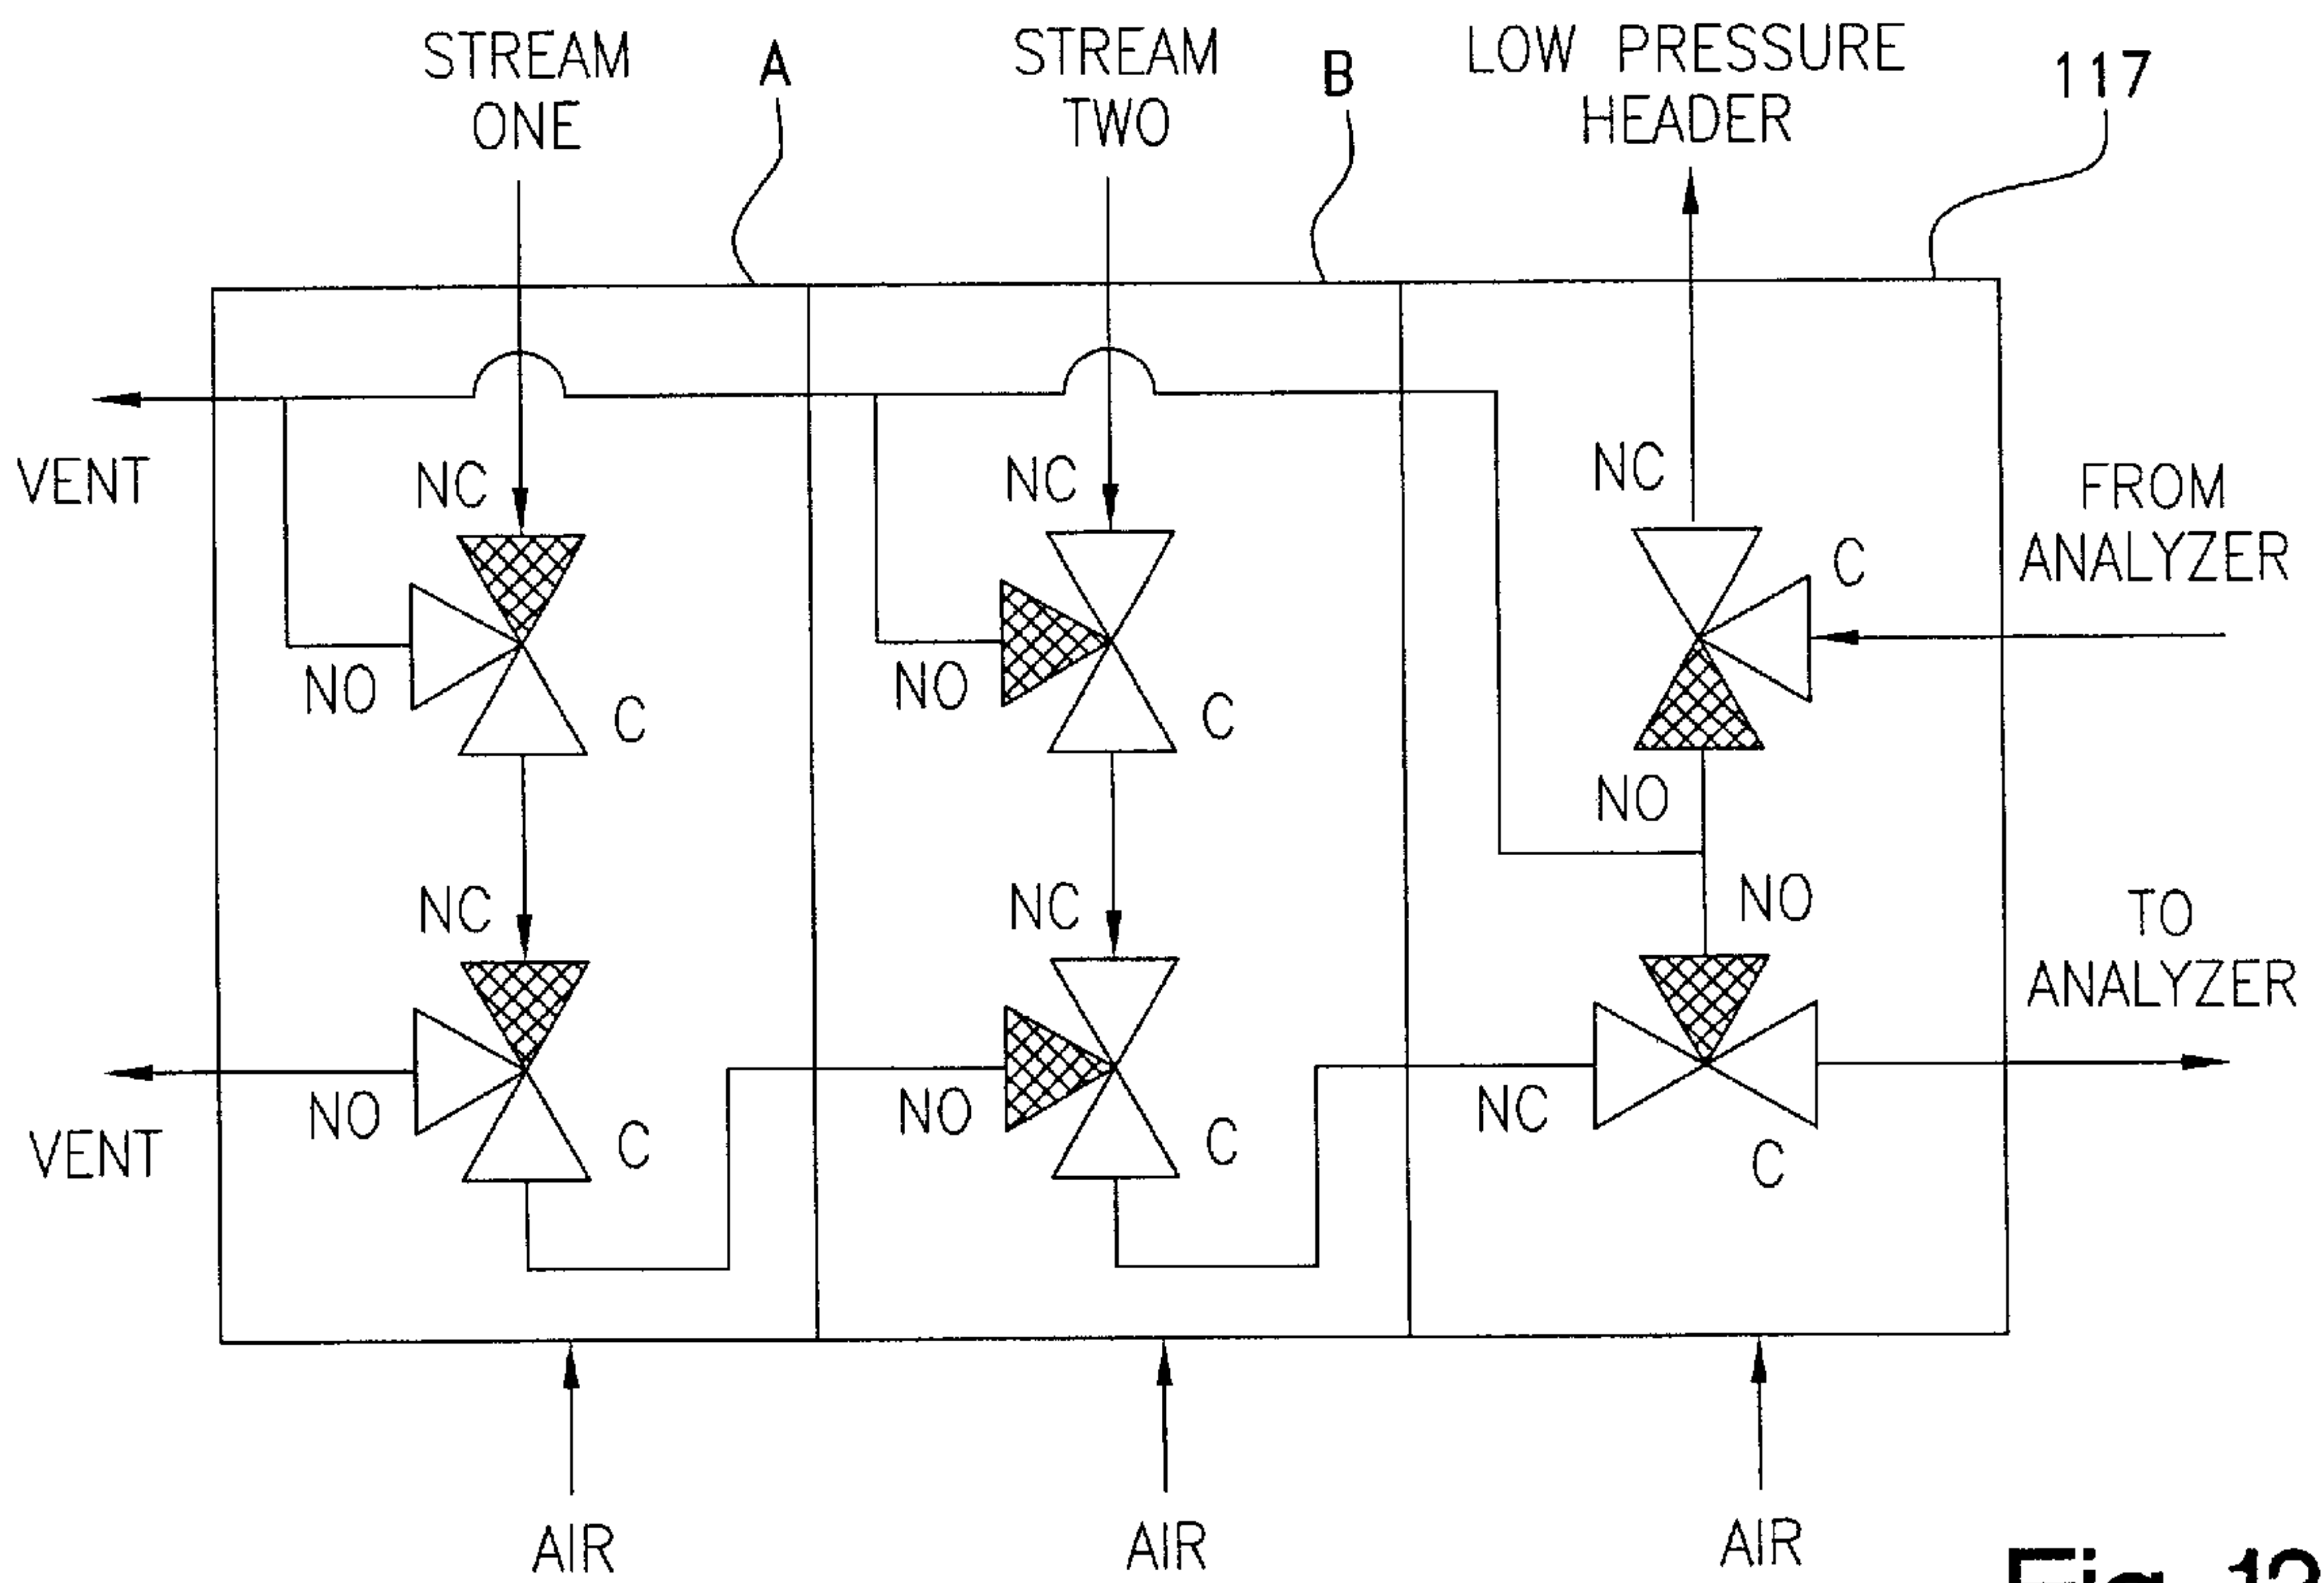 STREAM
ONE
A
STREAM
TWO
B
LOW PRESSURE
HEADER
117
VENT
NC
NC
NC
FROM
ANALYZER
C
NO
C
NO
C
NO
NC
NC
NO
TO
ANALYZER
VENT
NO
C
NO
C
NC
C
AIR
AIR
AIR